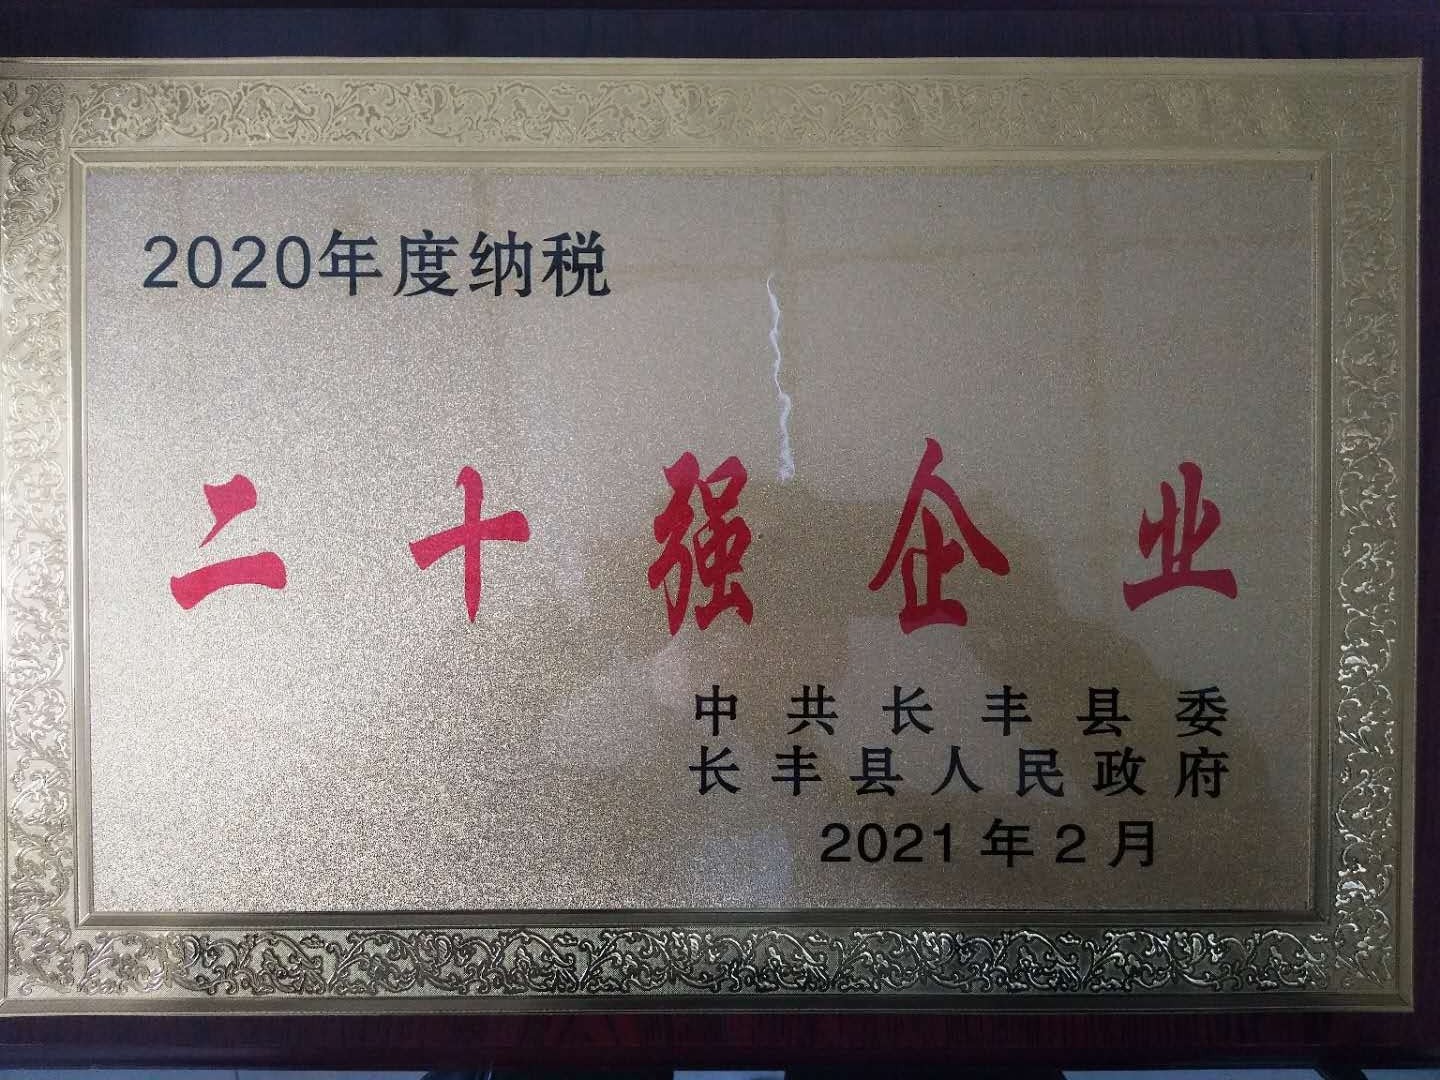 2020年度纳税
二十强企业
中共长丰县委
长丰县人民政府
2021年2月